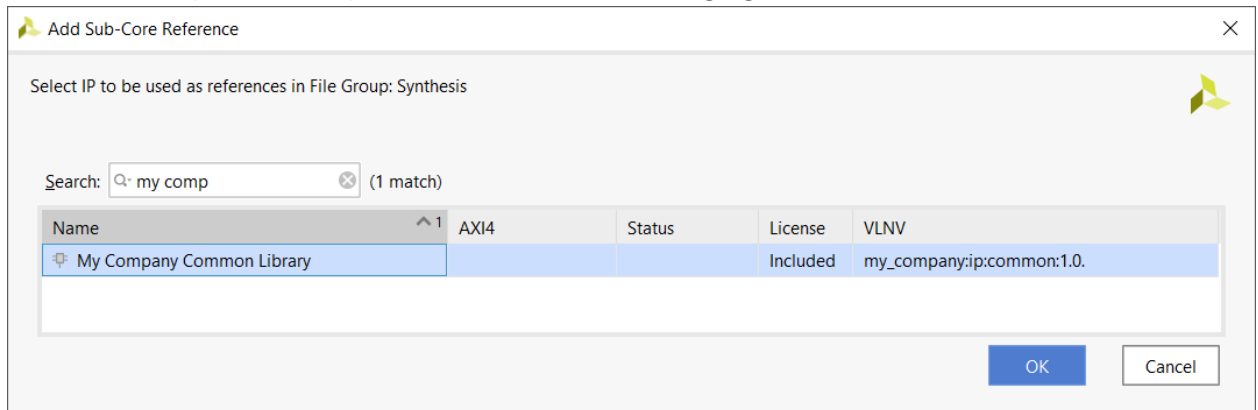 Add Sub-Core Reference
Select IP to be used as references in File Group: Synthesis
Search: my comp (1 match)
Name 1 AXI4 Status License VLNV
My Company Common Library Included my_company:ip:common:1.0.
OK Cancel